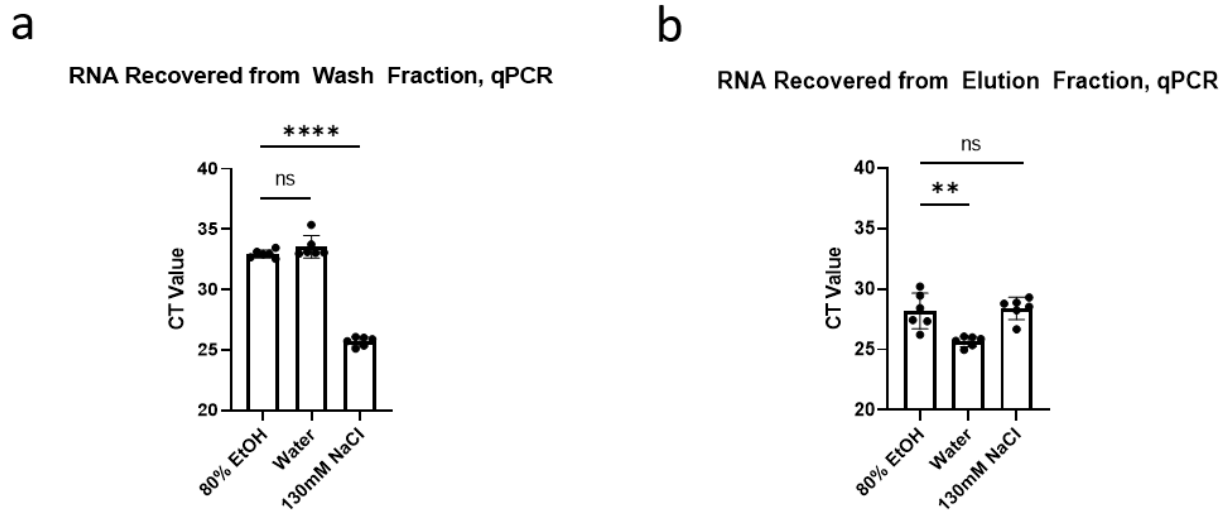 a
RNA Recovered from Wash Fraction, qPCR
****
ns
40
35
30
25
20
CT Value
80% EtOH
Water
130mM NaCl
b
RNA Recovered from Elution Fraction, qPCR
ns
**
40
35
30
25
20
CT Value
80% EtOH
Water
130mM NaCl